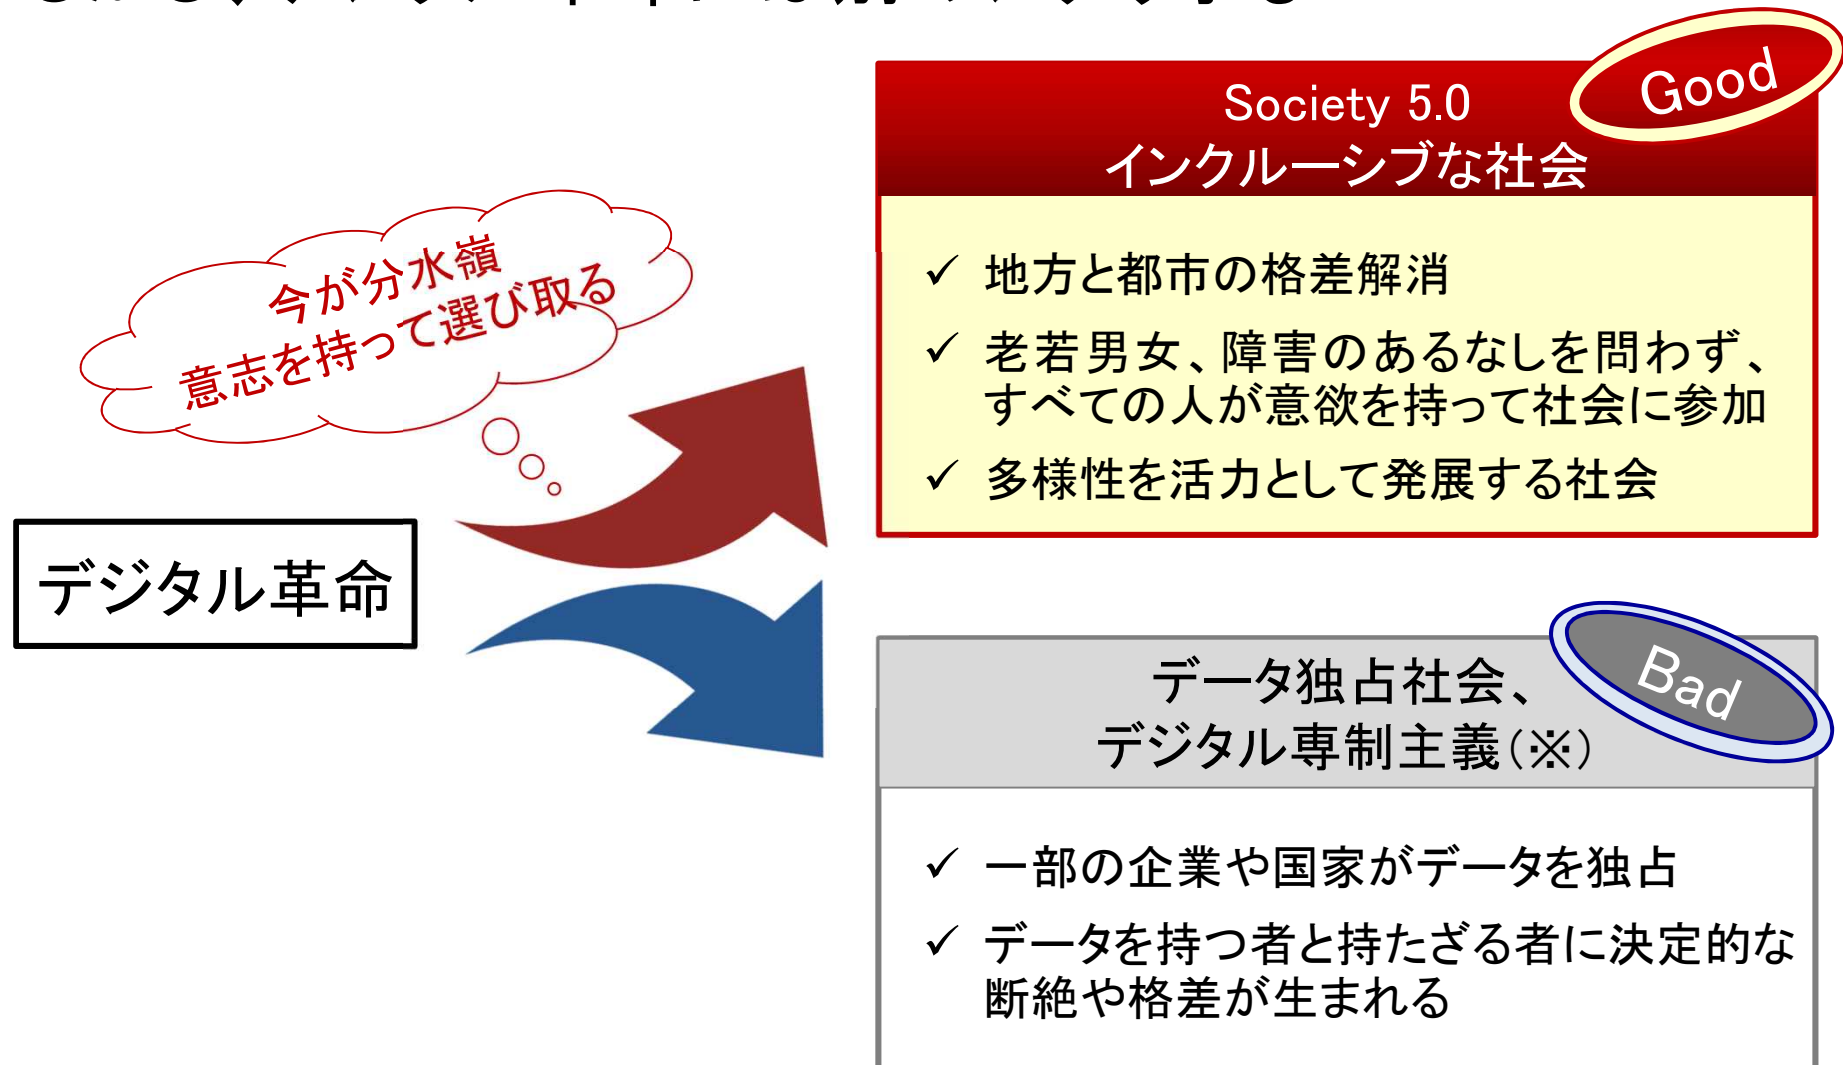 Society 5.0
インクルーシブな社会
Good
今が分水嶺
意志を持って選び取る
✓ 地方と都市の格差解消
✓ 老若男女、障害のあるなしを問わず、
すべての人が意欲を持って社会に参加
✓ 多様性を活力として発展する社会
デジタル革命
データ独占社会、
デジタル専制主義(※)
Bad
✓ 一部の企業や国家がデータを独占
✓ データを持つ者と持たざる者に決定的な
断絶や格差が生まれる